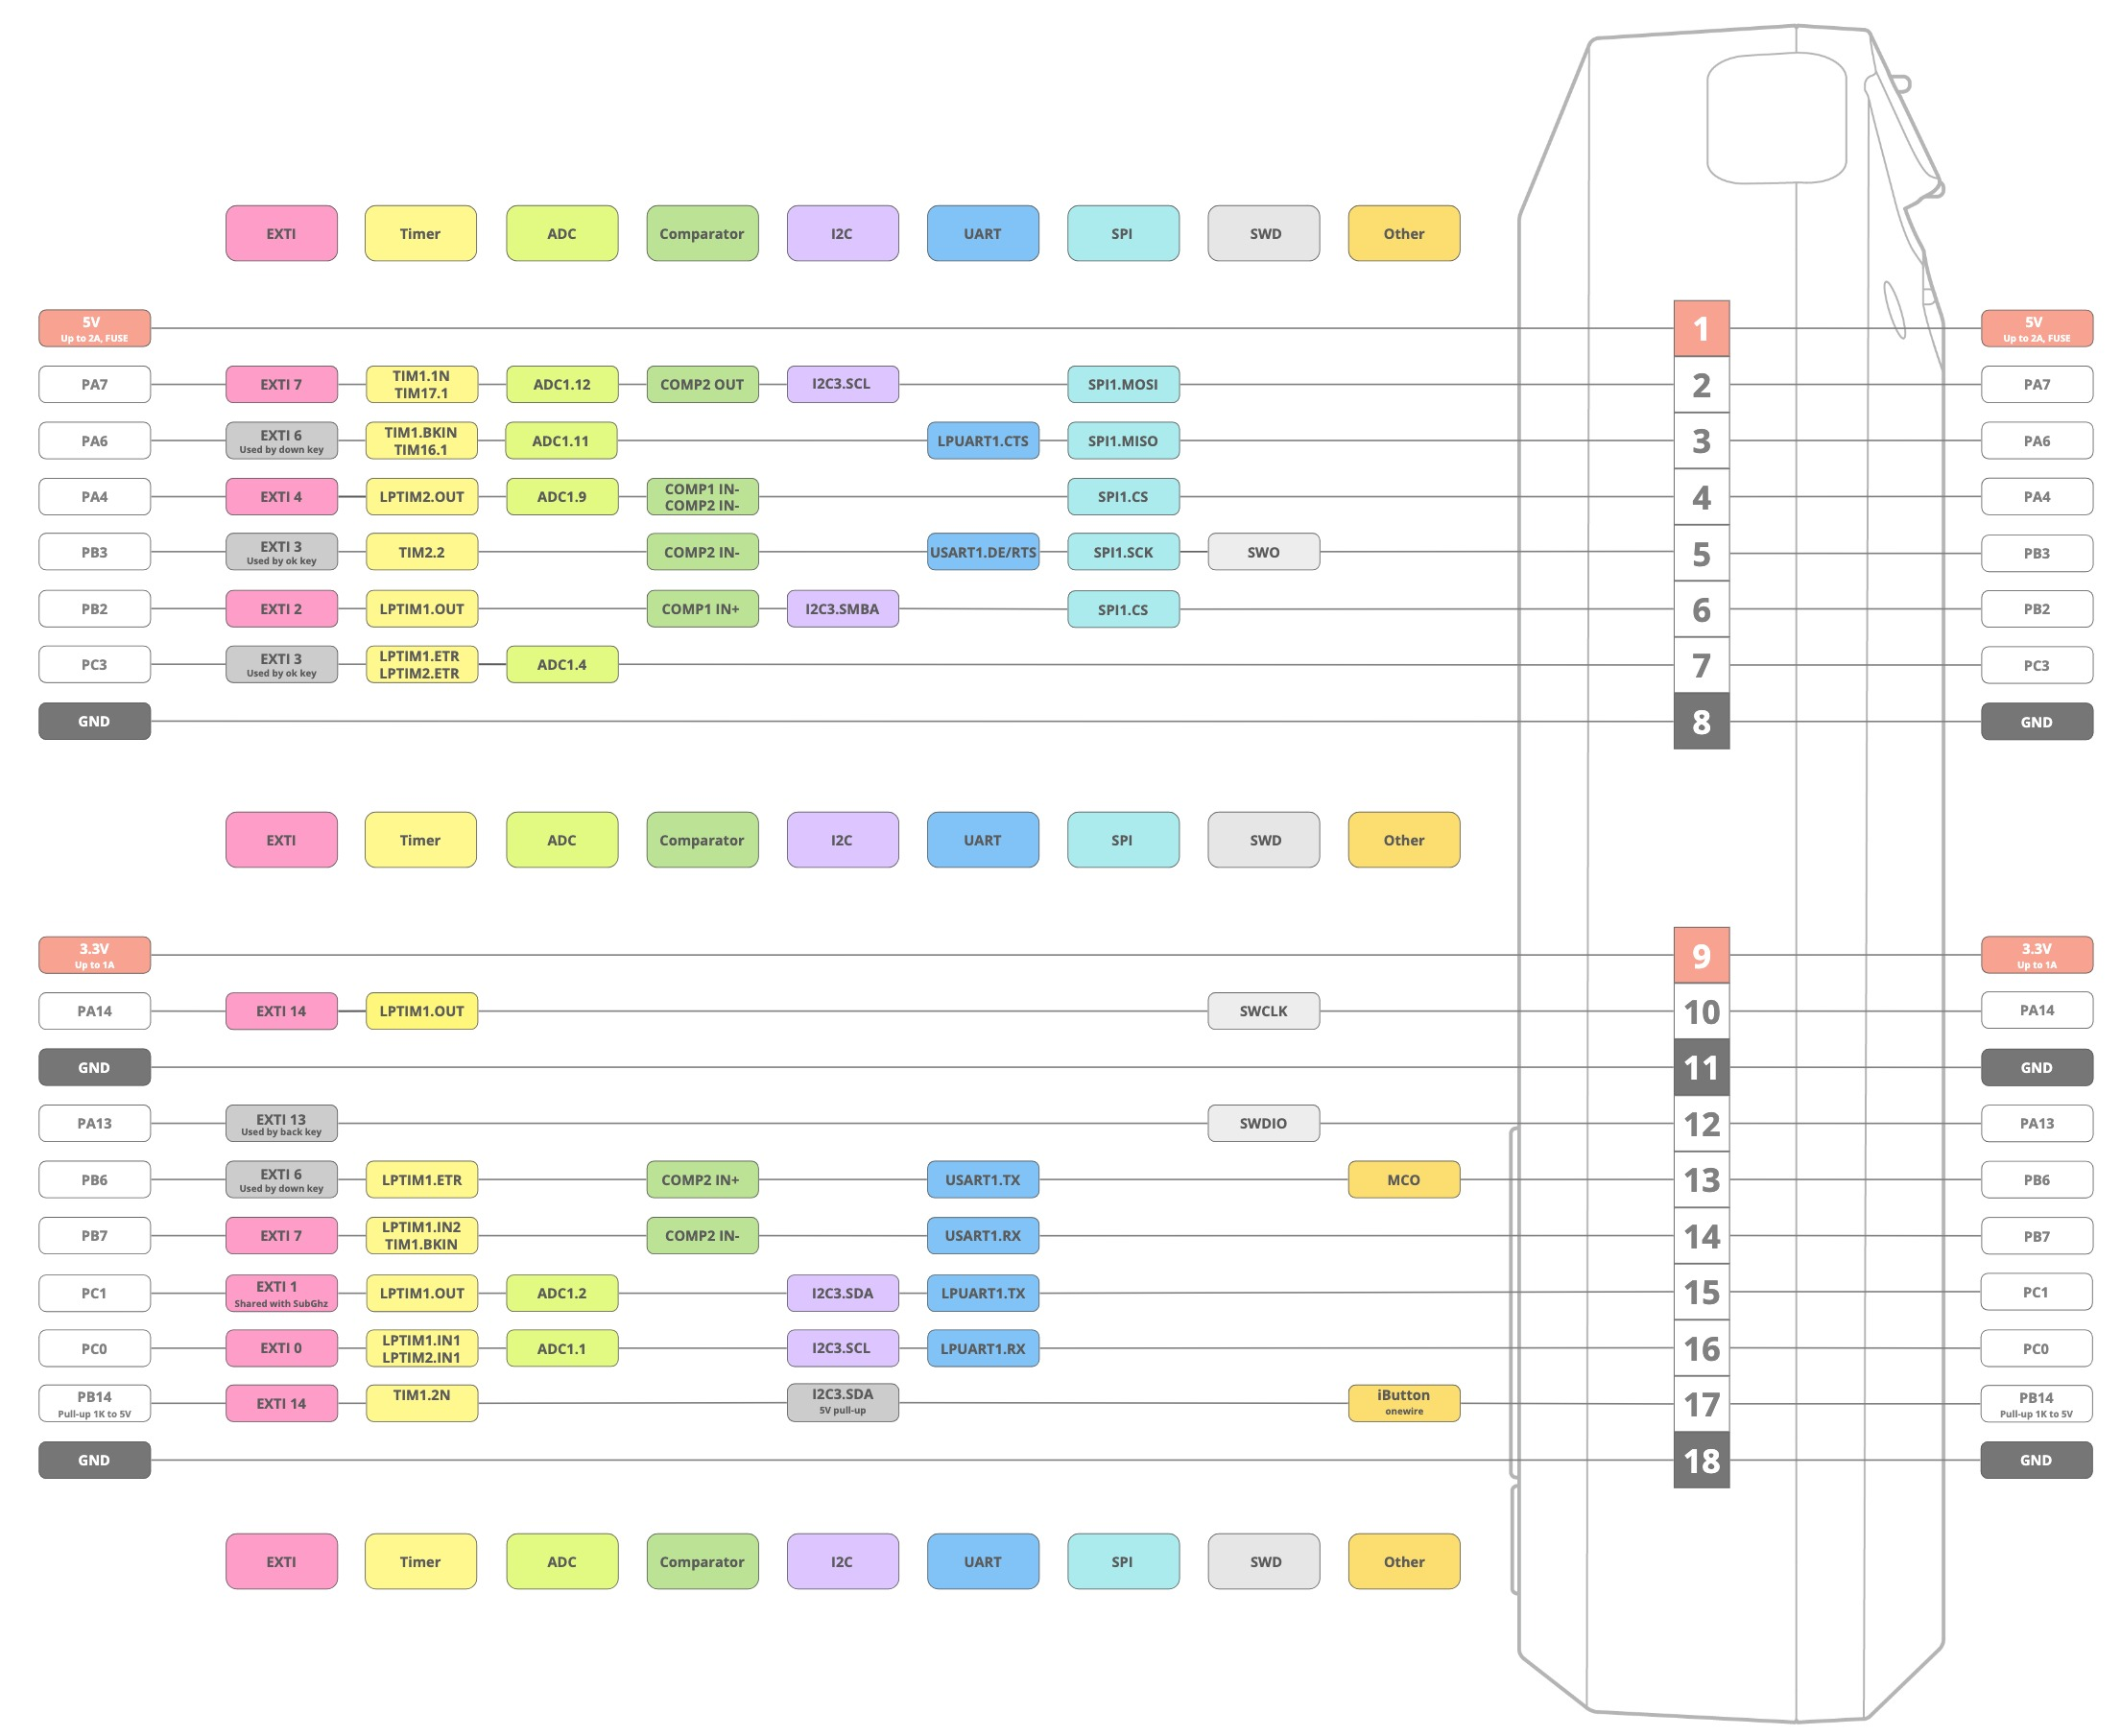 EXTI Timer ADC Comparator I2C UART SPI SWD Other
5V 1 5V
Up to 2A, FUSE Up to 2A, FUSE
PA7 EXTI 7 TIM1.1N ADC1.12 COMP2 OUT I2C3.SCL SPI1.MOSI 2 PA7
TIM17.1
PA6 EXTI 6 TIM1.BKIN ADC1.11 LPUART1.CTS SPI1.MISO 3 PA6
Used by down key TIM16.1
PA4 EXTI 4 LPTIM2.OUT ADC1.9 COMP1 IN- SPI1.CS 4 PA4
COMP2 IN-
PB3 EXTI 3 TIM2.2 COMP2 IN- USART1.DE/RTS SPI1.SCK SWO 5 PB3
Used by ok key
PB2 EXTI 2 LPTIM1.OUT COMP1 IN+ I2C3.SMBA SPI1.CS 6 PB2
PC3 EXTI 3 LPTIM1.ETR ADC1.4 7 PC3
Used by ok key LPTIM2.ETR
GND 8 GND
EXTI Timer ADC Comparator I2C UART SPI SWD Other
3.3V 9 3.3V
Up to 1A Up to 1A
PA14 EXTI 14 LPTIM1.OUT SWCLK 10 PA14
GND 11 GND
PA13 EXTI 13 SWDIO 12 PA13
Used by back key
PB6 EXTI 6 LPTIM1.ETR COMP2 IN+ USART1.TX MCO 13 PB6
Used by down key
PB7 EXTI 7 LPTIM1.IN2 COMP2 IN- USART1.RX 14 PB7
TIM1.BKIN
PC1 EXTI 1 LPTIM1.OUT ADC1.2 I2C3.SDA LPUART1.TX 15 PC1
Shared with SubGhz
PC0 EXTI 0 LPTIM1.IN1 ADC1.1 I2C3.SCL LPUART1.RX 16 PC0
LPTIM2.IN1
PB14 EXTI 14 TIM1.2N I2C3.SDA iButton 17 PB14
Pull-up 1K to 5V 5V pull-up onewire Pull-up 1K to 5V
GND 18 GND
EXTI Timer ADC Comparator I2C UART SPI SWD Other